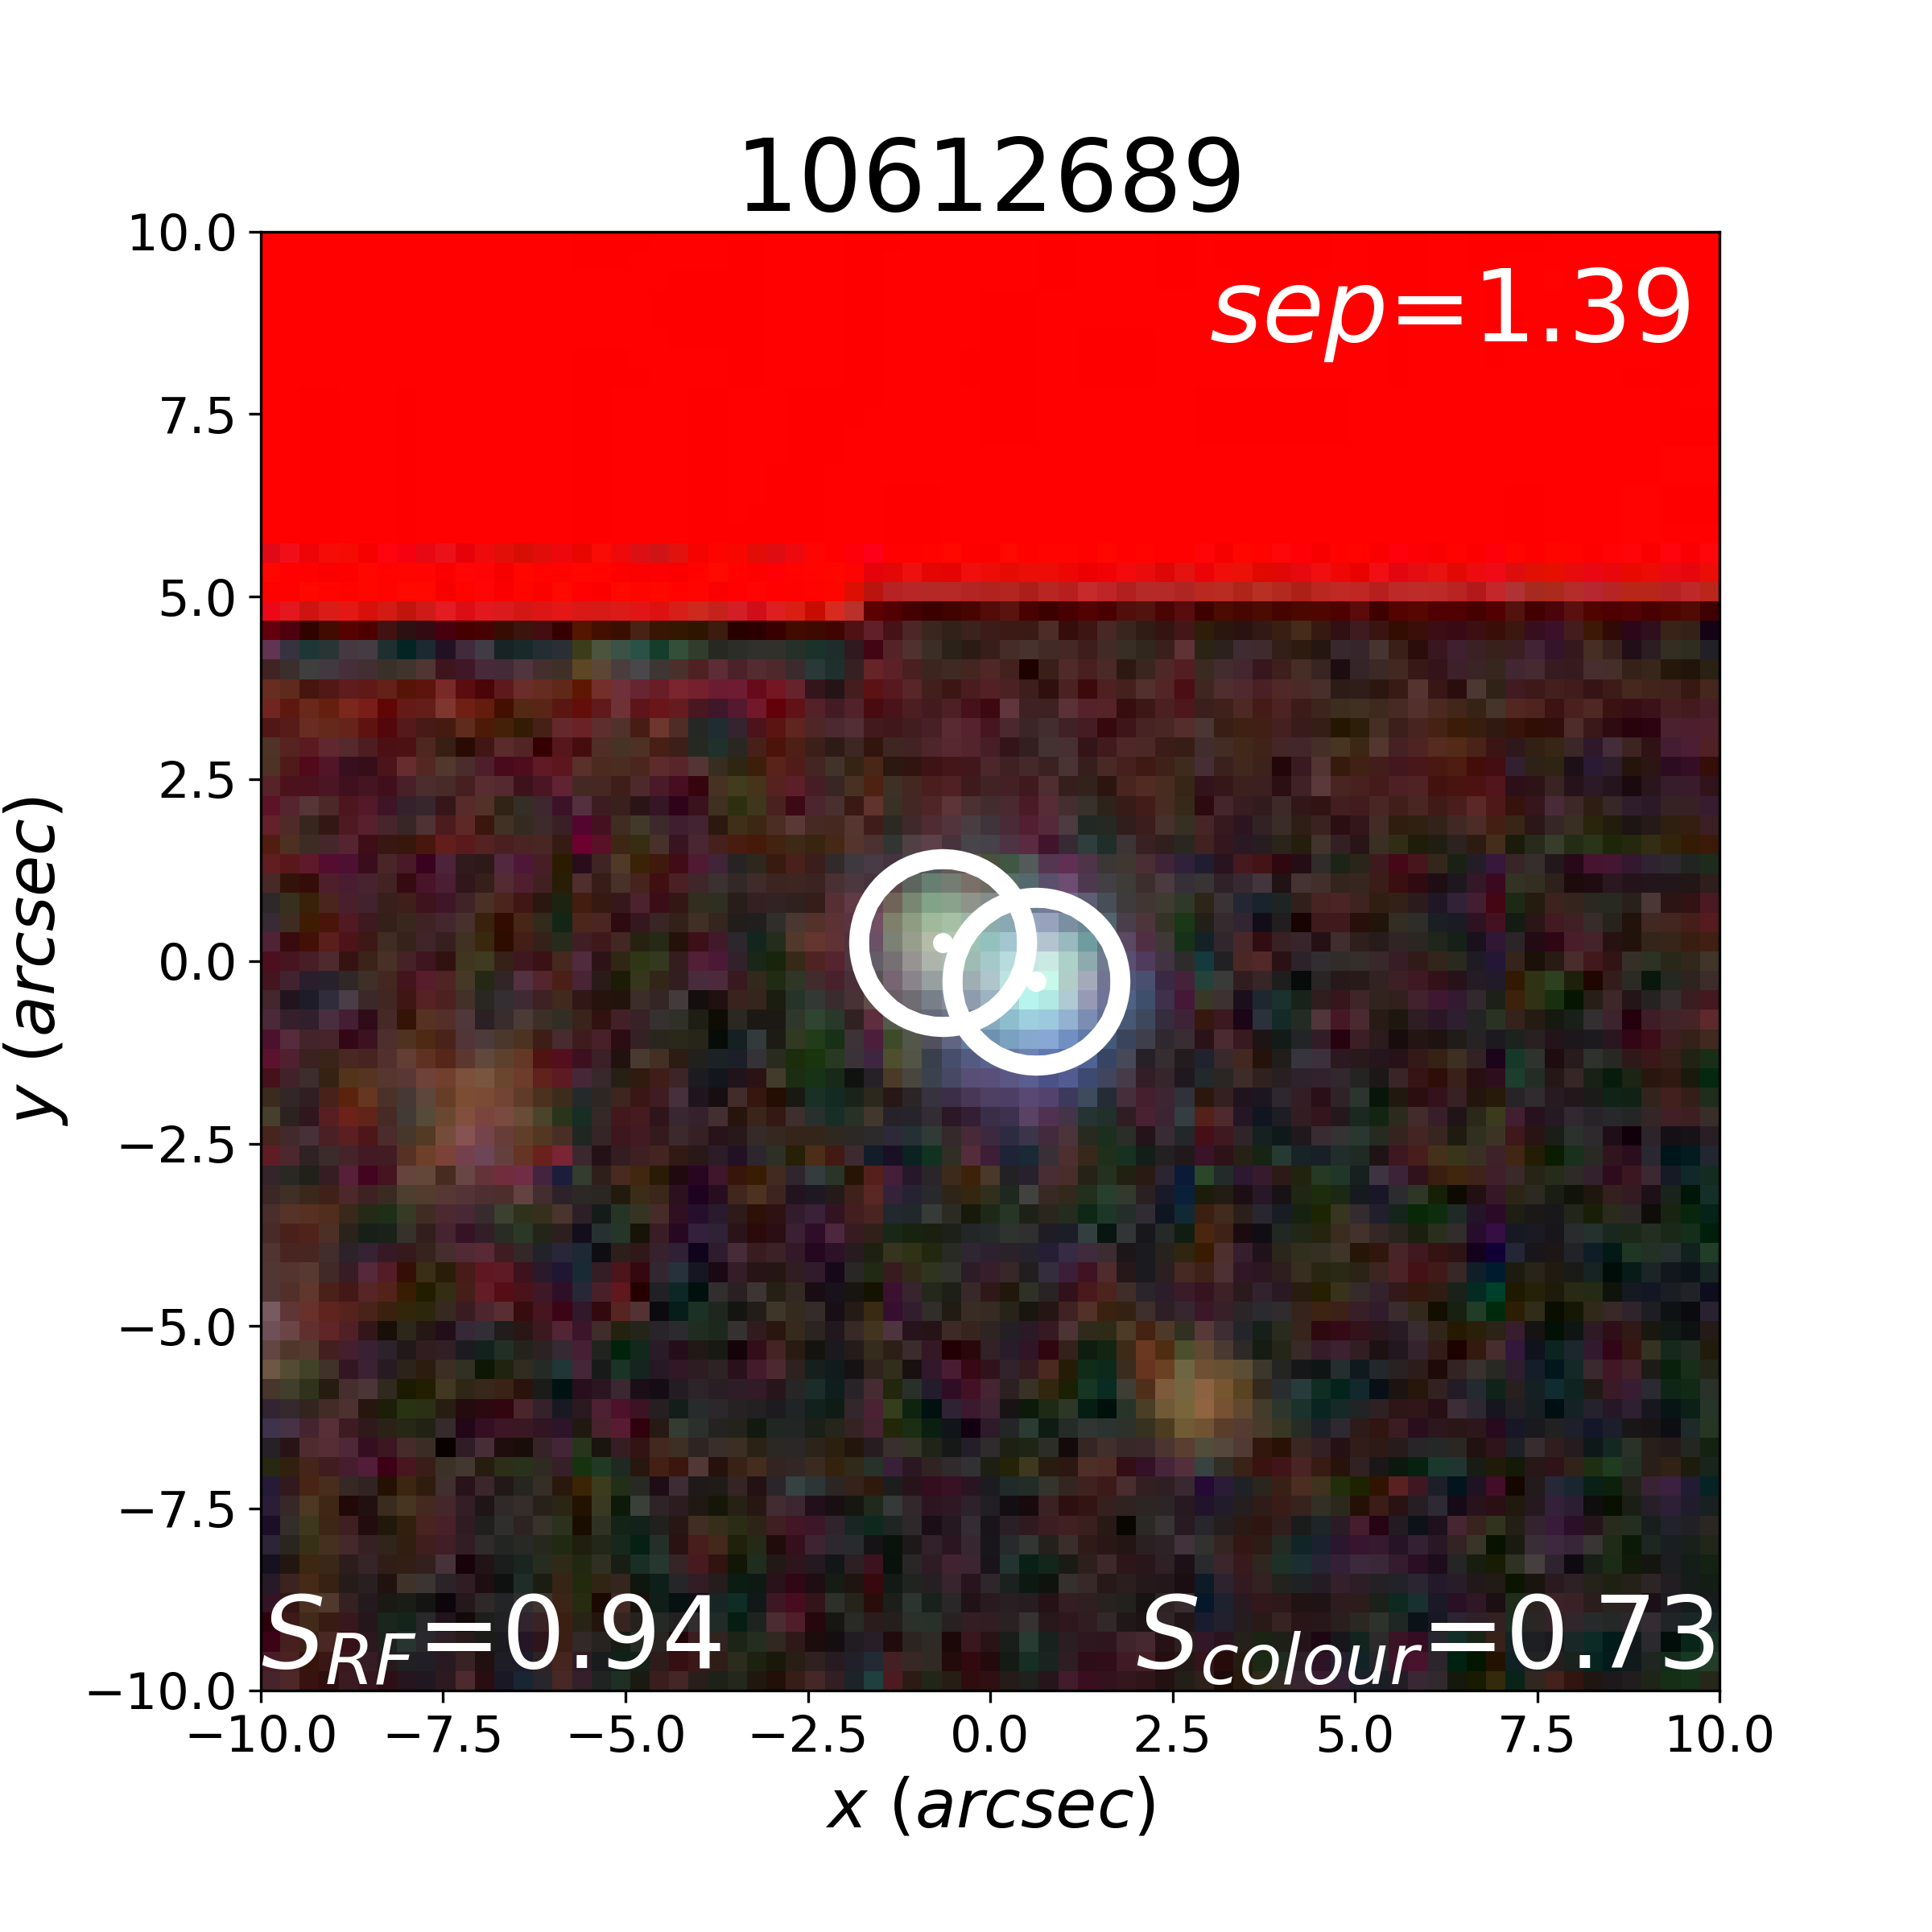 10612689
sep=1.39
10.0
7.5
5.0
2.5
0.0
−2.5
−5.0
−7.5
−10.0
y (arcsec)
S_RF=0.94
S_colour=0.73
−10.0 −7.5 −5.0 −2.5 0.0 2.5 5.0 7.5 10.0
x (arcsec)